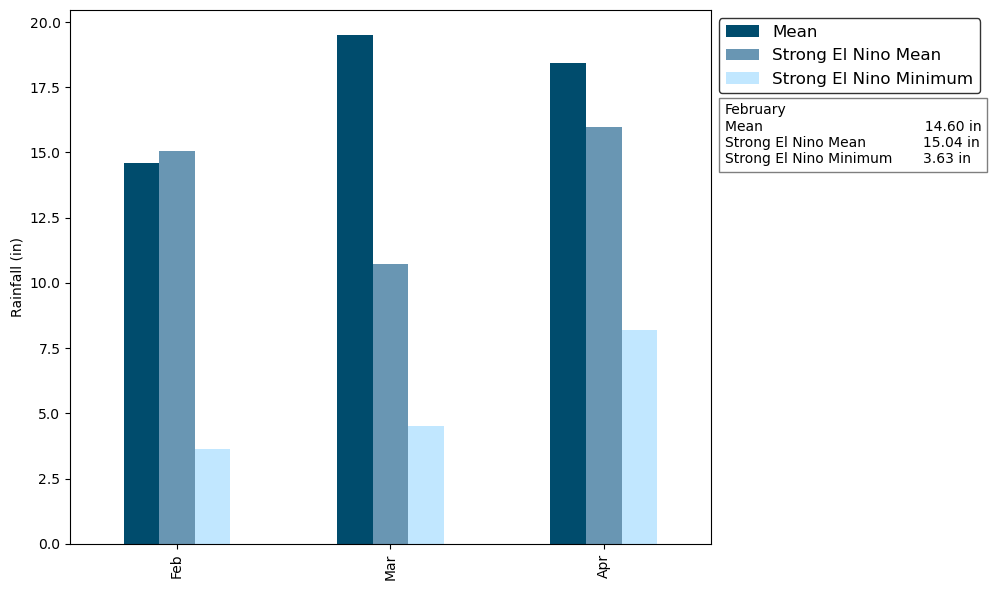 20.0
17.5
15.0
12.5
10.0
7.5
5.0
2.5
0.0
Rainfall (in)
Feb
Mar
Apr
Mean
Strong El Nino Mean
Strong El Nino Minimum
February
Mean 14.60 in
Strong El Nino Mean 15.04 in
Strong El Nino Minimum 3.63 in